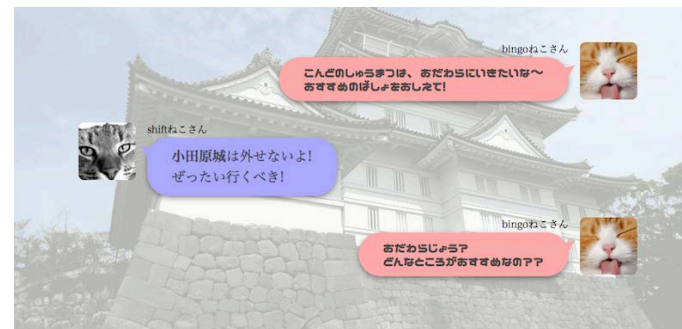 bingoねこさん
こんどのしゅうまつは、おだわらにいきたいな〜
おすすめのばしょをおしえて!
shiftねこさん
小田原城は外せないよ!
ぜったい行くべき!
bingoねこさん
おだわらじょう?
どんなところがおすすめなの??